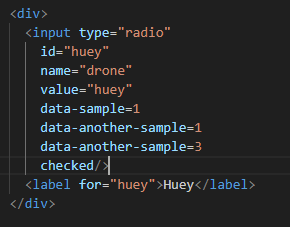 <div>
<input type="radio"
id="huey"
name="drone"
value="huey"
data-sample=1
data-another-sample=1
data-another-sample=3
checked/>
<label for="huey">Huey</label>
</div>